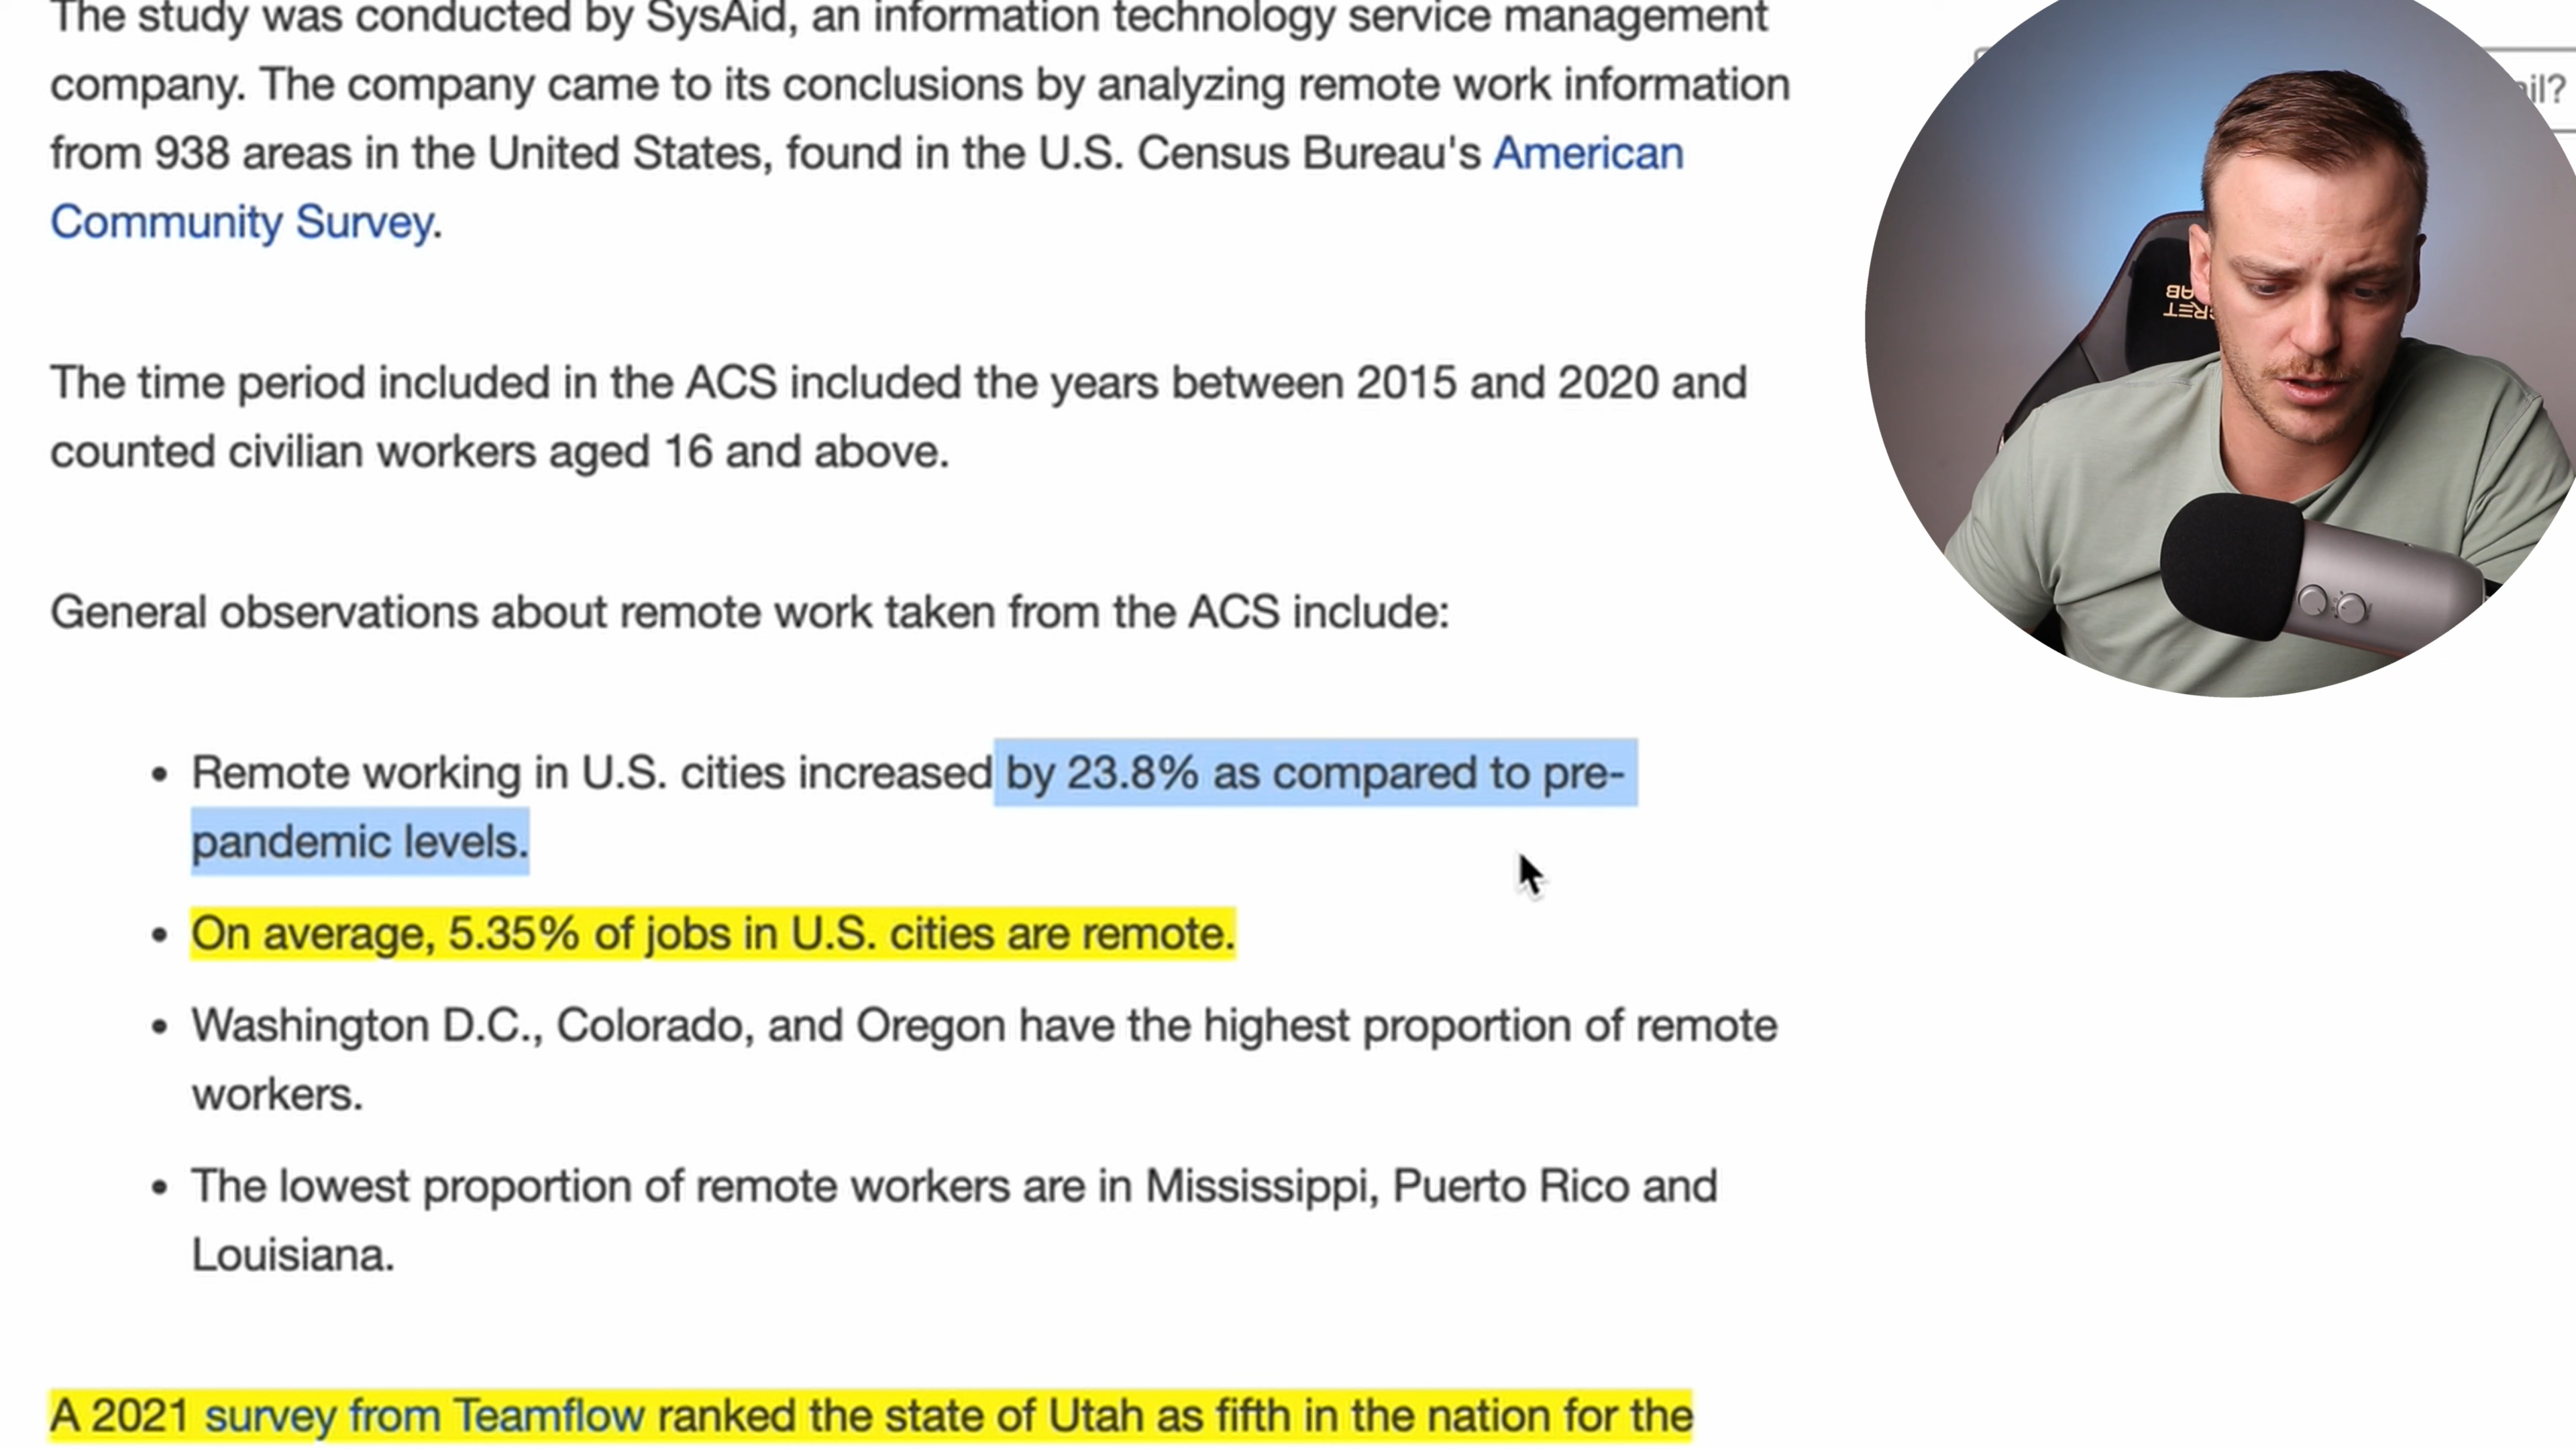 The study was conducted by SysAid, an information technology service management
company. The company came to its conclusions by analyzing remote work information
from 938 areas in the United States, found in the U.S. Census Bureau's American
Community Survey.
The time period included in the ACS included the years between 2015 and 2020 and
counted civilian workers aged 16 and above.
General observations about remote work taken from the ACS include:
• Remote working in U.S. cities increased by 23.8% as compared to pre-
pandemic levels.
• On average, 5.35% of jobs in U.S. cities are remote.
• Washington D.C., Colorado, and Oregon have the highest proportion of remote
workers.
• The lowest proportion of remote workers are in Mississippi, Puerto Rico and
Louisiana.
A 2021 survey from Teamflow ranked the state of Utah as fifth in the nation for the